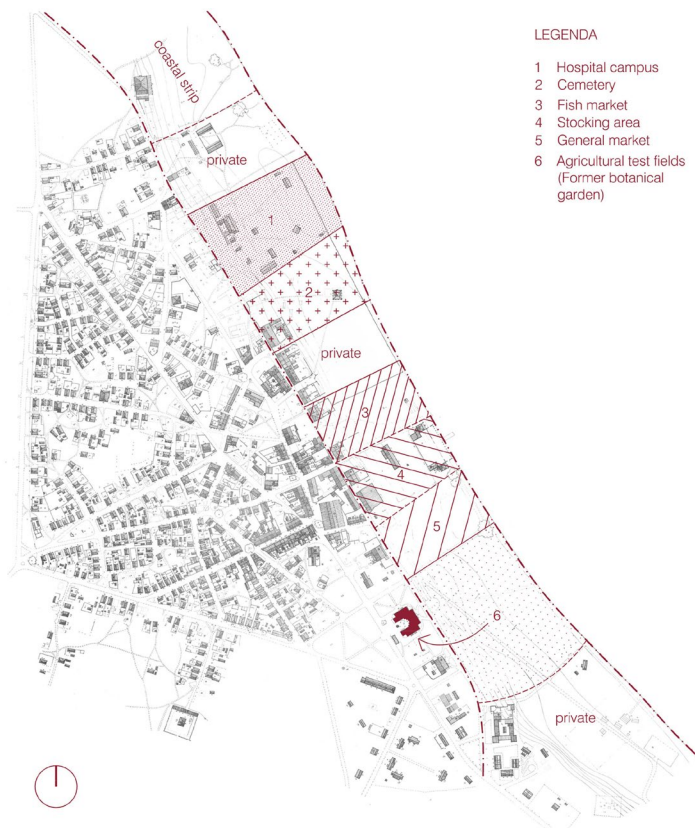 LEGENDA
1 Hospital campus
2 Cemetery
3 Fish market
4 Stocking area
5 General market
6 Agricultural test fields
(Former botanical
garden)
coastal strip
private
1
2
private
3
4
5
6
private